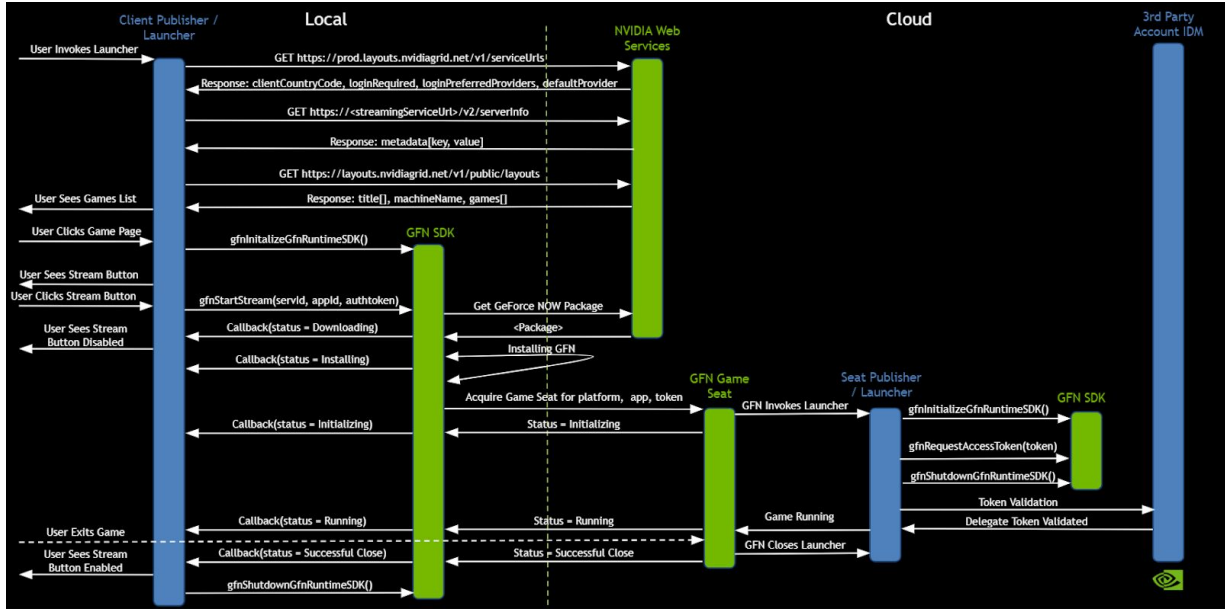 Client Publisher /
Launcher
Local
Cloud
NVIDIA Web
Services
3rd Party
Account IDM
User Invokes Launcher
GET https://prod.layouts.nvidiagrid.net/v1/serviceUrls
Response: clientCountryCode, loginRequired, loginPreferredProviders, defaultProvider
GET https://<streamingServiceUrl>/v2/serverInfo
Response: metadata[key, value]
GET https://layouts.nvidiagrid.net/v1/public/layouts
User Sees Games List
Response: title[], machineName, games[]
User Clicks Game Page
gfnInitalizeGfnRuntimeSDK()
GFN SDK
User Sees Stream Button
User Clicks Stream Button
gfnStartStream(servid, appid, authtoken)
Get GeForce NOW Package
User Sees Stream
Button Disabled
Callback(status = Downloading)
<Package>
Installing GFN
Callback(status = Installing)
GFN Game
Seat
Seat Publisher
/ Launcher
GFN SDK
Acquire Game Seat for platform, app, token
GFN Invokes Launcher
gfnInitializeGfnRuntimeSDK()
Callback(status = Initializing)
Status = Initializing
gfnRequestAccessToken(token)
gfnShutdownGfnRuntimeSDK()
Token Validation
Callback(status = Running)
Status = Running
Game Running
Delegate Token Validated
User Exits Game
User Sees Stream
Button Enabled
Callback(status = Successful Close)
Status = Successful Close
GFN Closes Launcher
gfnShutdownGfnRuntimeSDK()